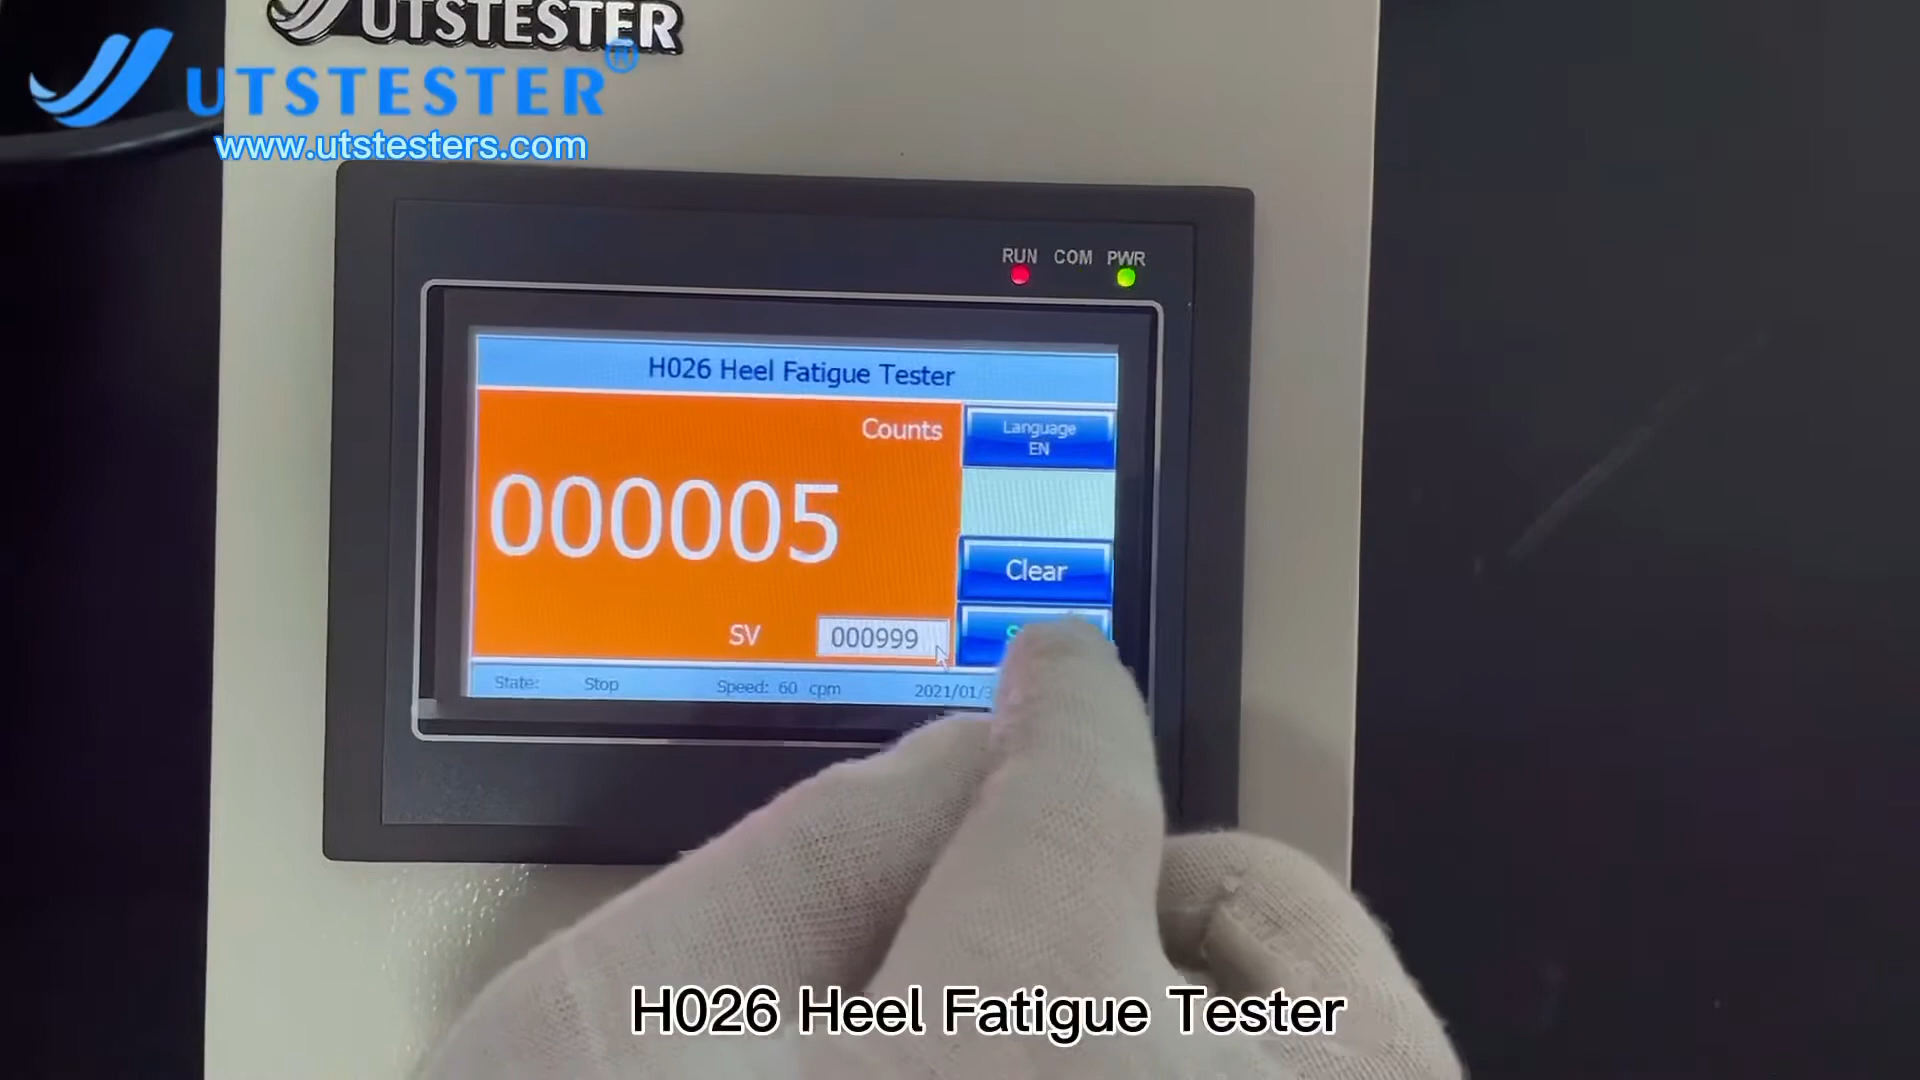 UTSTESTER
UTSTESTER®
www.utstesters.com
RUN COM PWR
H026 Heel Fatigue Tester
Counts
Language
EN
000005
Clear
SV 000999
State: Stop Speed: 60 cpm
H026 Heel Fatigue Tester